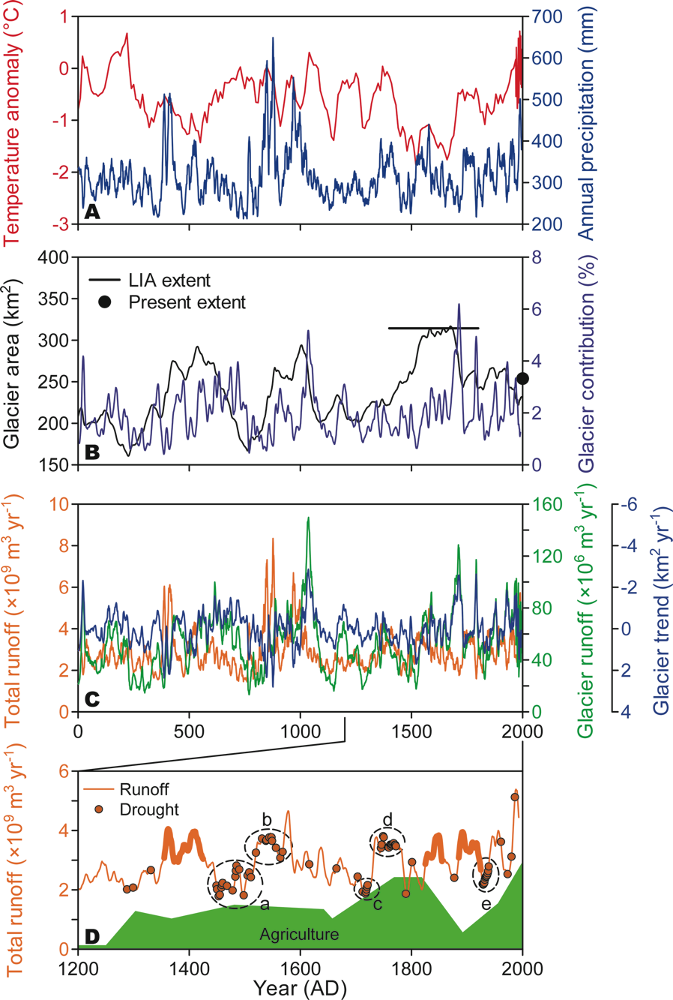 Temperature anomaly (°C)
1
0
-1
-2
-3
A
700
600
500
400
300
200
Annual precipitation (mm)
Glacier area (km²)
400
350
300
250
200
150
LIA extent
Present extent
B
8
6
4
2
0
Glacier contribution (%)
Total runoff (×10⁹ m³ yr⁻¹)
10
8
6
4
2
0
C
160
120
80
40
0
Glacier runoff (×10⁶ m³ yr⁻¹)
-6
-4
-2
0
2
4
Glacier trend (km² yr⁻¹)
0 500 1000 1500 2000
Total runoff (×10⁹ m³ yr⁻¹)
6
4
2
0
Runoff
Drought
a
b
c
d
e
Agriculture
D
1200 1400 1600 1800 2000
Year (AD)